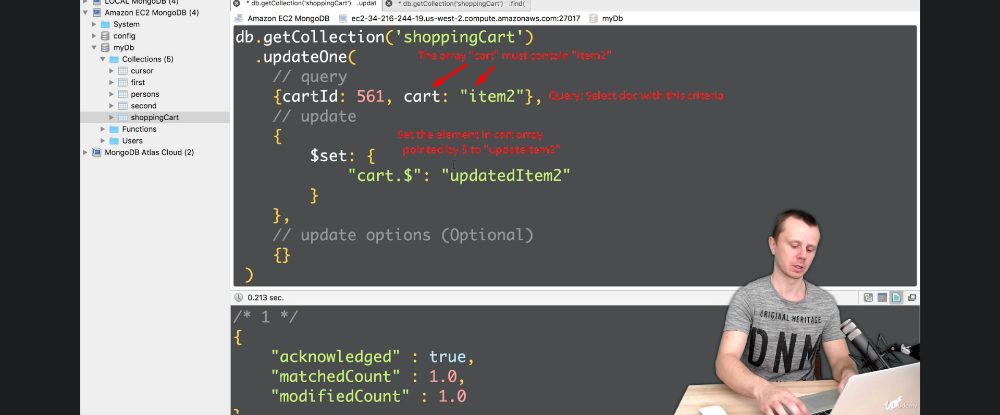 LOCAL MongoDB (4)
Amazon EC2 MongoDB (4)
System
config
myDb
Collections (5)
cursor
first
persons
second
shoppingCart
Functions
Users
MongoDB Atlas Cloud (2)
* db.getCollection('shoppingCart') .updat
* db.getCollection('shoppingCart') .find(
Amazon EC2 MongoDB ec2-34-216-244-19.us-west-2.compute.amazonaws.com:27017 myDb
db.getCollection('shoppingCart')
.updateOne(
The array "cart" must contain "item2"
// query
{cartId: 561, cart: "item2"},
Query: Select doc with this criteria
// update
{
Set the element in cart array
pointed by $ to "updateItem2"
$set: {
"cart.$": "updatedItem2"
}
},
// update options (Optional)
{}
)
0.213 sec.
/* 1 */
{
"acknowledged" : true,
"matchedCount" : 1.0,
"modifiedCount" : 1.0
ORIGINAL HERITAGE
DNM
Udemy